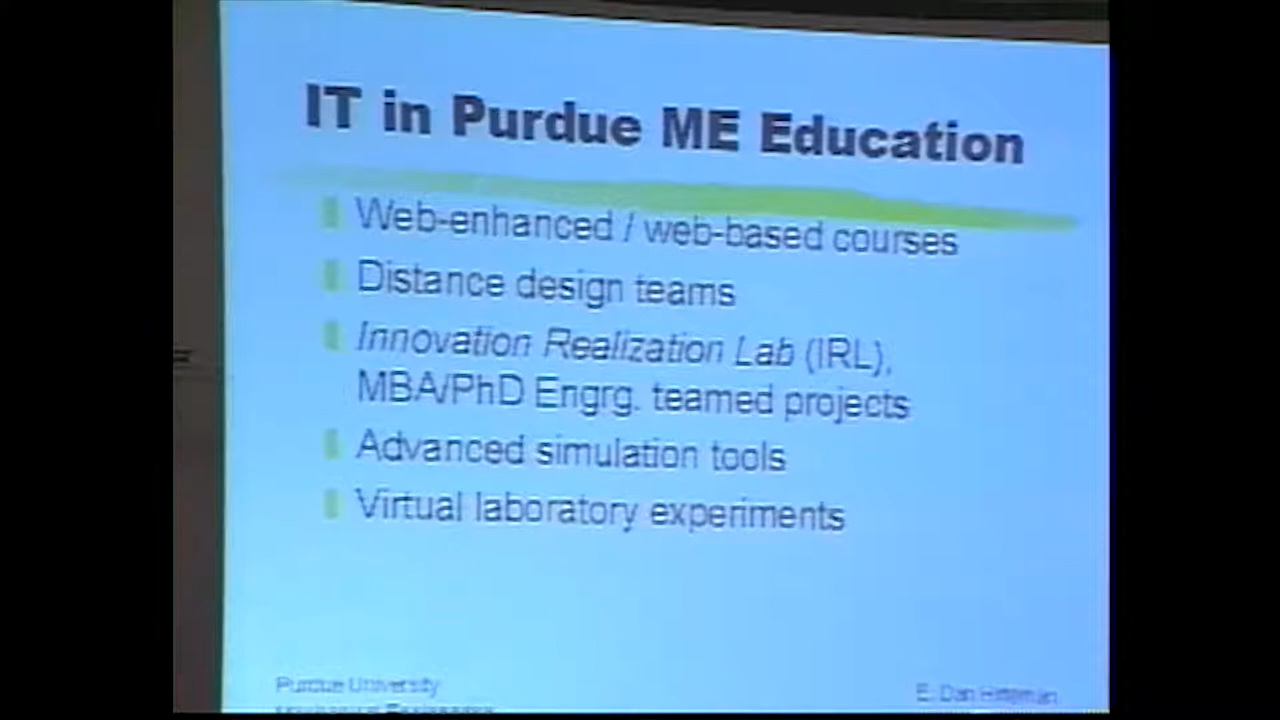 IT in Purdue ME Education
Web-enhanced / web-based courses
Distance design teams
Innovation Realization Lab (IRL),
MBA/PhD Engrg. teamed projects
Advanced simulation tools
Virtual laboratory experiments
Purdue University
E. Dan